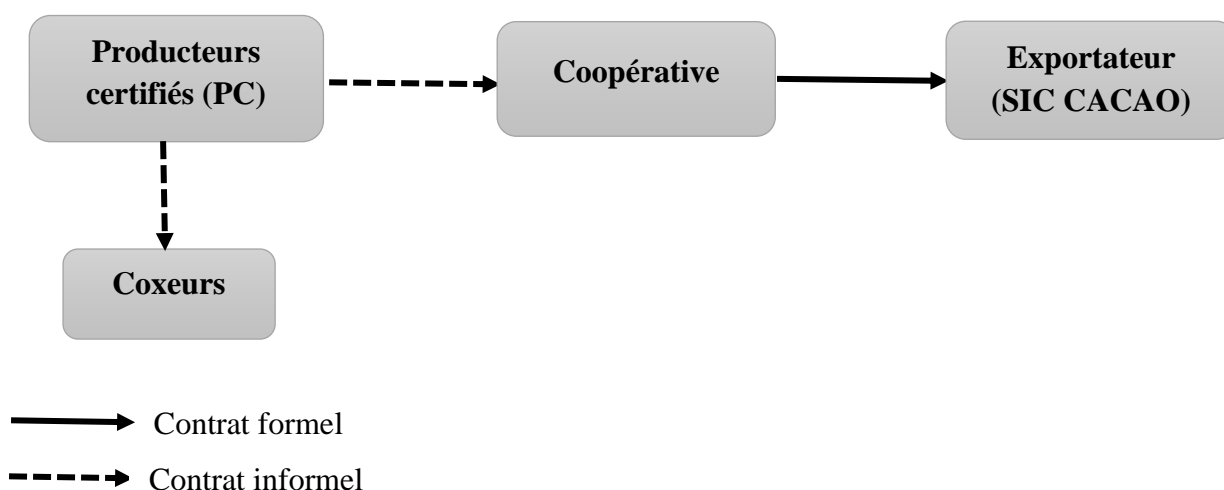 Producteurs
certifiés (PC)
Coopérative
Exportateur
(SIC CACAO)
Coxeurs
Contrat formel
Contrat informel